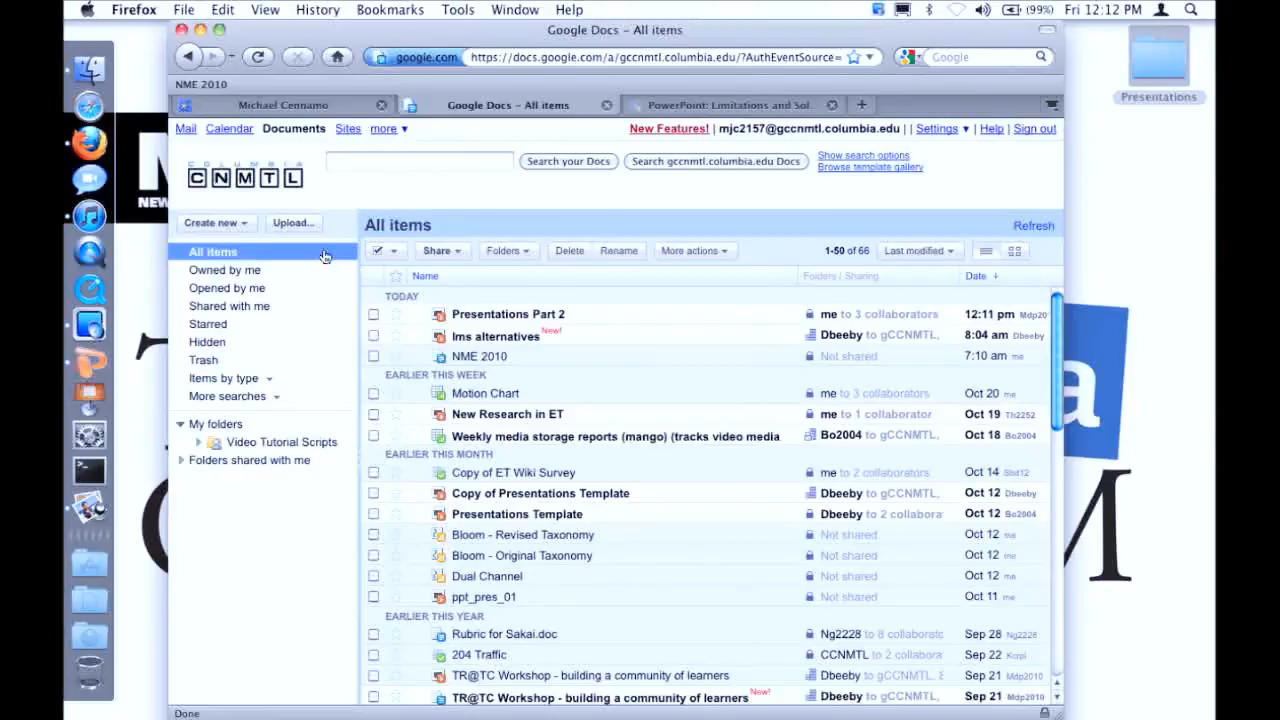 Firefox File Edit View History Bookmarks Tools Window Help (99%) Fri 12:12 PM
Google Docs - All items
google.com https://docs.google.com/a/gccnmtl.columbia.edu/?AuthEventSource= Google
Presentations
NME 2010
Michael Cennamo Google Docs - All items PowerPoint: Limitations and Sol...
Mail Calendar Documents Sites more ▾ New Features! | mjc2157@gccnmtl.columbia.edu | | Settings ▾ | Help | Sign out
COLUMBIA
CNMTL
Search your Docs Search gccnmtl.columbia.edu Docs
Show search options
Browse template gallery
NEW
Create new Upload...
All items Refresh
Share Folders Delete Rename More actions 1-50 of 66 Last modified
All items
Owned by me
Opened by me
Shared with me
Starred
Hidden
Trash
Items by type
More searches
My folders
Video Tutorial Scripts
Folders shared with me
Name Folders / Sharing Date ↓
TODAY
Presentations Part 2 me to 3 collaborators 12:11 pm Mdp20
lms alternatives New! Dbeeby to gCCNMTL, 8:04 am Dbeeby
NME 2010 Not shared 7:10 am me
EARLIER THIS WEEK
Motion Chart me to 3 collaborators Oct 20 me
New Research in ET me to 1 collaborator Oct 19 Th2252
Weekly media storage reports (mango) (tracks video media Bo2004 to gCCNMTL, Oct 18 Bo2004
EARLIER THIS MONTH
Copy of ET Wiki Survey me to 2 collaborators Oct 14
Copy of Presentations Template Dbeeby to gCCNMTL, Oct 12 Dbeeby
Presentations Template Dbeeby to 2 collabora Oct 12 Bo2004
Bloom - Revised Taxonomy Not shared Oct 12 me
Bloom - Original Taxonomy Not shared Oct 12 me
Dual Channel Not shared Oct 12 me
ppt_pres_01 Not shared Oct 11 me
EARLIER THIS YEAR
Rubric for Sakai.doc Ng2228 to 8 collaborato Sep 28 Ng2228
204 Traffic CCNMTL to 2 collaborat Sep 22
TR@TC Workshop - building a community of learners Dbeeby to gCCNMTL, Sep 21 Mdp2010
TR@TC Workshop - building a community of learners New! Dbeeby to gCCNMTL, Sep 21 Mdp2010
Done